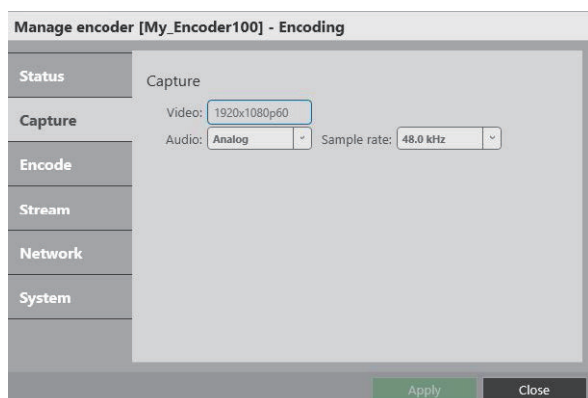 Manage encoder [My_Encoder100] - Encoding
Status
Capture
Encode
Stream
Network
System
Capture
Video: 1920x1080p60
Audio: Analog Sample rate: 48.0 kHz
Apply Close